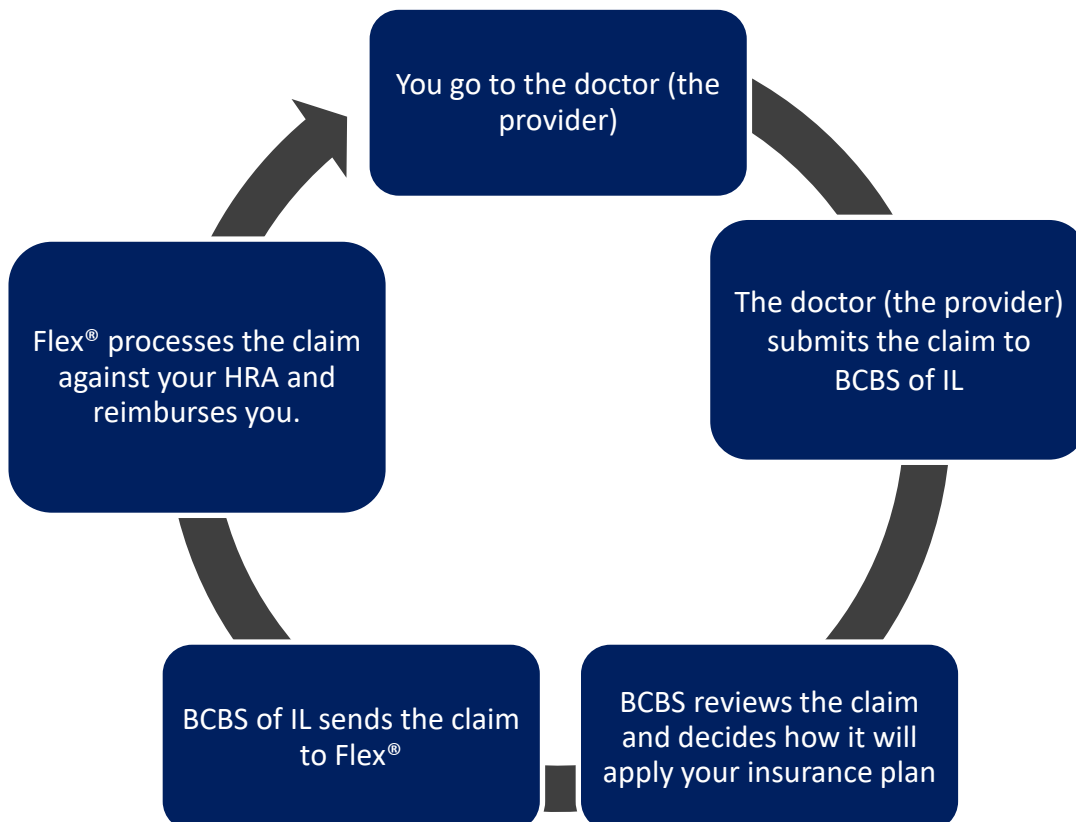 You go to the doctor (the
provider)
The doctor (the provider)
submits the claim to
BCBS of IL
BCBS reviews the claim
and decides how it will
apply your insurance plan
BCBS of IL sends the claim
to Flex®
Flex® processes the claim
against your HRA and
reimburses you.